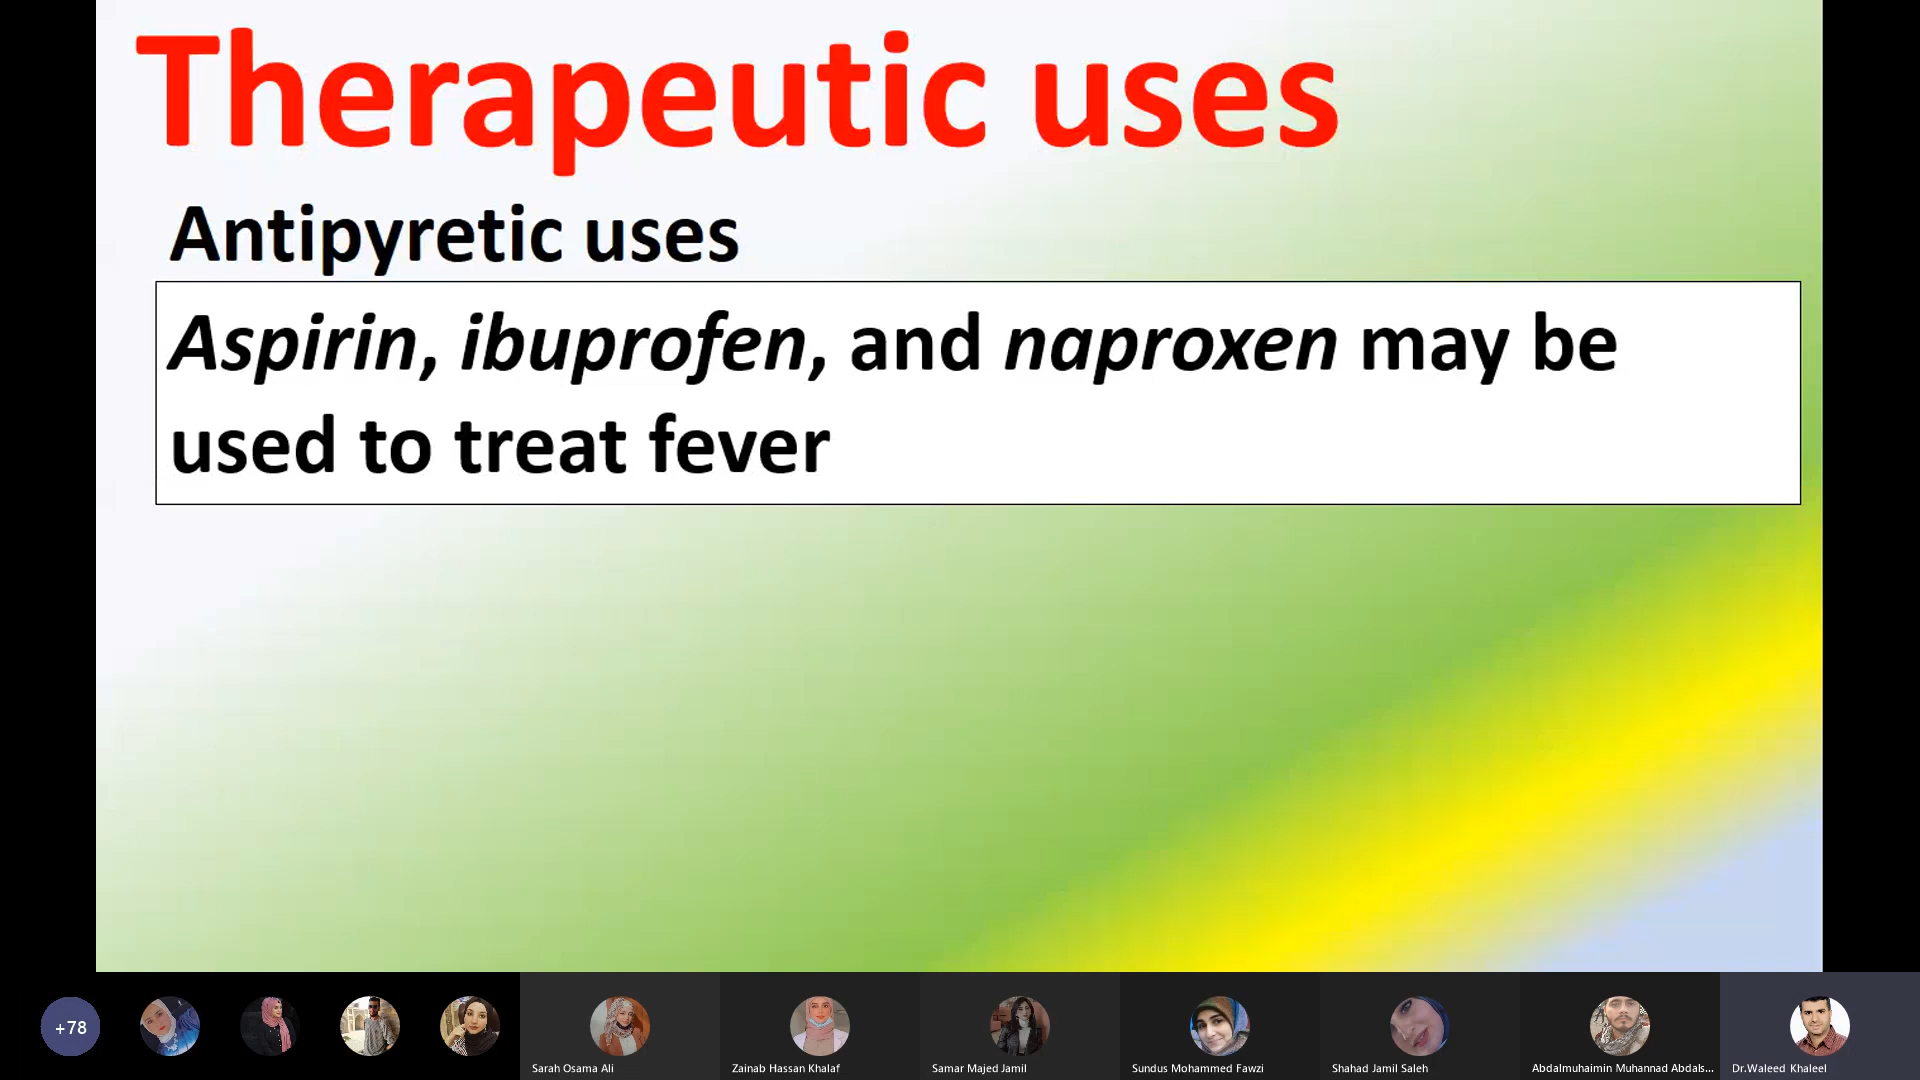 Therapeutic uses
Antipyretic uses
Aspirin, ibuprofen, and naproxen may be
used to treat fever
+78
Sarah Osama Ali
Zainab Hassan Khalaf
Samar Majed Jamil
Sundus Mohammed Fawzi
Shahad Jamil Saleh
Abdalmuhaimin Muhannad Abdals...
Dr.Waleed Khaleel